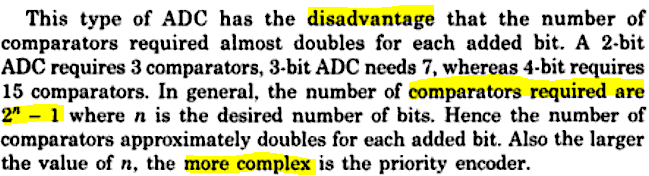 This type of ADC has the disadvantage that the number of
comparators required almost doubles for each added bit. A 2-bit
ADC requires 3 comparators, 3-bit ADC needs 7, whereas 4-bit requires
15 comparators. In general, the number of comparators required are
2ⁿ – 1 where n is the desired number of bits. Hence the number of
comparators approximately doubles for each added bit. Also the larger
the value of n, the more complex is the priority encoder.